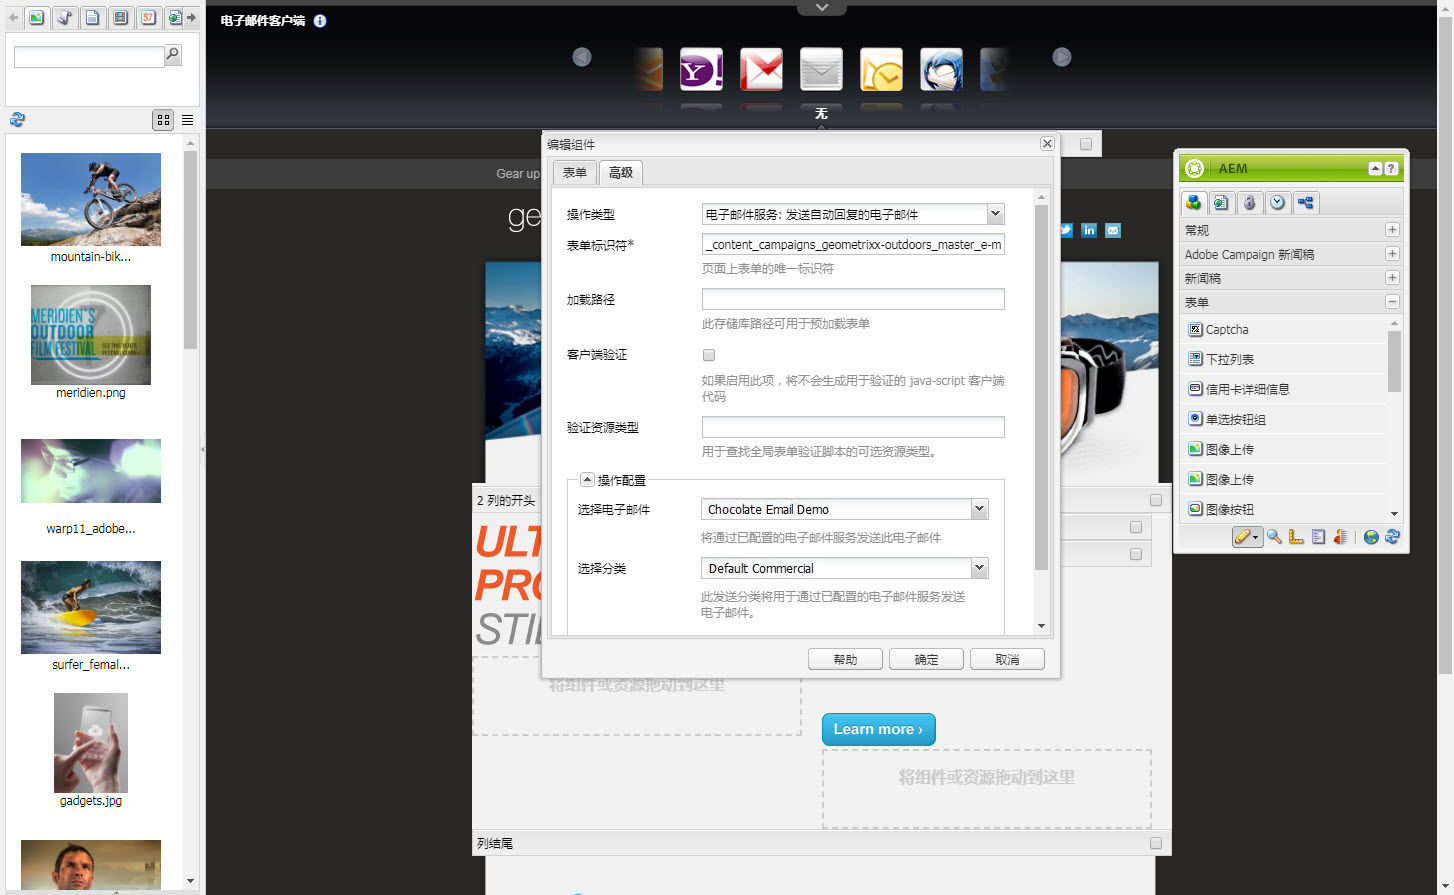 电子邮件客户端
无
mountain-bik...
MERIDIEN'S
OUTDOOR
FILM FESTIVAL
meridien.png
warp11_adobe...
surfer_femal...
gadgets.jpg
Gear up
ge
编辑组件
表单
高级
操作类型
电子邮件服务: 发送自动回复的电子邮件
表单标识符*
_content_campaigns_geometrixx-outdoors_master_e-m
页面上表单的唯一标识符
加载路径
此存储库路径可用于预加载表单
客户端验证
如果启用此项，将不会生成用于验证的 java-script 客户端
代码
验证资源类型
用于查找全局表单验证脚本的可选资源类型。
操作配置
选择电子邮件
Chocolate Email Demo
将通过已配置的电子邮件服务发送此电子邮件
选择分类
Default Commercial
此发送分类将用于通过已配置的电子邮件服务发送
电子邮件。
帮助
确定
取消
2 列的开头
ULT
PRO
STIL
将组件或资源拖动到这里
Learn more ›
将组件或资源拖动到这里
列结尾
AEM
常规
Adobe Campaign 新闻稿
新闻稿
表单
Captcha
下拉列表
信用卡详细信息
单选按钮组
图像上传
图像上传
图像按钮